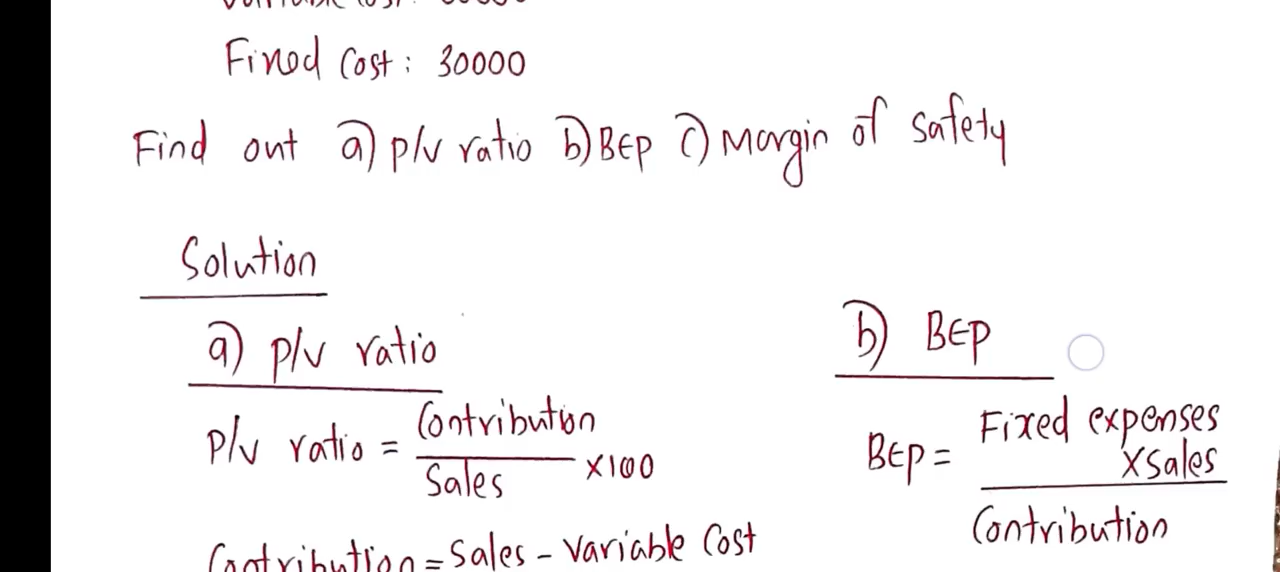 Fixed Cost: 30000
Find out a) P/V ratio b) BEP c) Margin of safety
Solution
a) P/V ratio
P/V ratio = Contribution
Sales
×100
Contribution = Sales - Variable Cost
b) BEP
BEP = Fixed expenses
×Sales
Contribution